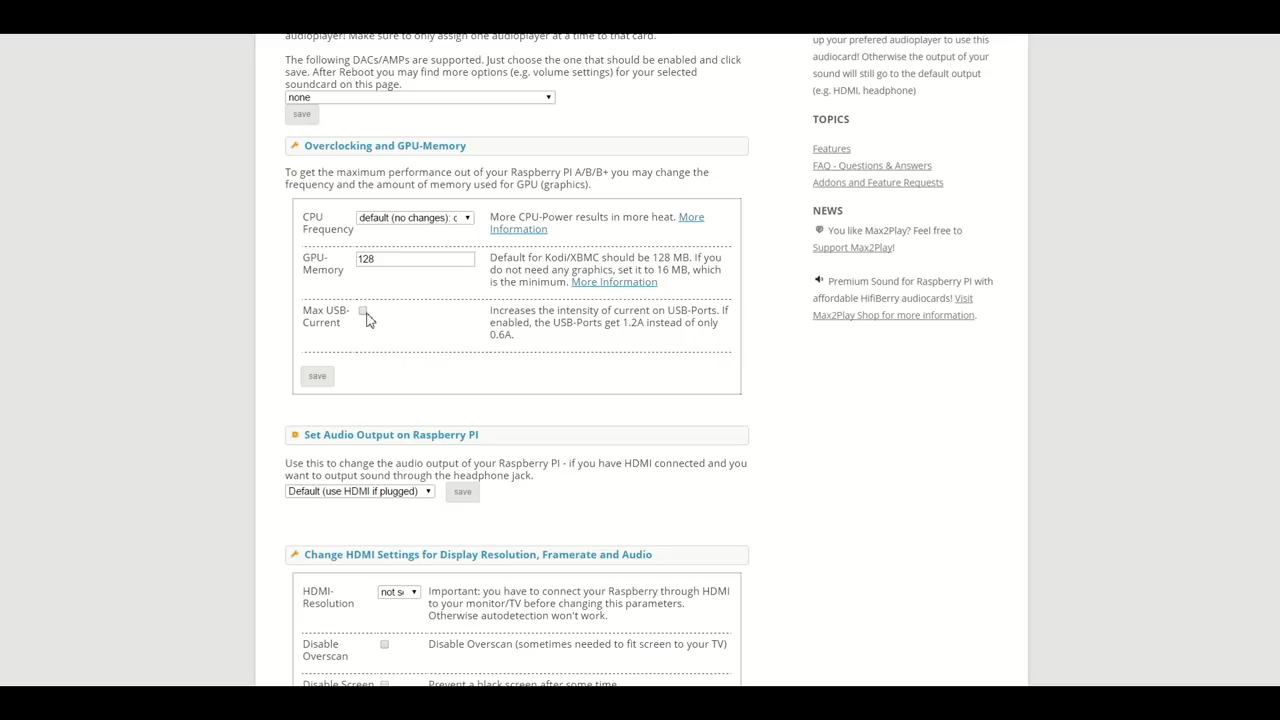 audioplayer! Make sure to only assign one audioplayer at a time to that card.
The following DACs/AMPs are supported. Just choose the one that should be enabled and click
save. After Reboot you may find more options (e.g. volume settings) for your selected
soundcard on this page.
none
save
Overclocking and GPU-Memory
To get the maximum performance out of your Raspberry PI A/B/B+ you may change the
frequency and the amount of memory used for GPU (graphics).
CPU
Frequency
default (no changes): c
More CPU-Power results in more heat. More
Information
GPU-
Memory
128
Default for Kodi/XBMC should be 128 MB. If you
do not need any graphics, set it to 16 MB, which
is the minimum. More Information
Max USB-
Current
Increases the intensity of current on USB-Ports. If
enabled, the USB-Ports get 1.2A instead of only
0.6A.
save
Set Audio Output on Raspberry PI
Use this to change the audio output of your Raspberry PI - if you have HDMI connected and you
want to output sound through the headphone jack.
Default (use HDMI if plugged)
save
Change HDMI Settings for Display Resolution, Framerate and Audio
HDMI-
Resolution
not s
Important: you have to connect your Raspberry through HDMI
to your monitor/TV before changing this parameters.
Otherwise autodetection won't work.
Disable
Overscan
Disable Overscan (sometimes needed to fit screen to your TV)
Disable Screen
Prevent a black screen after some time
up your prefered audioplayer to use this
audiocard! Otherwise the output of your
sound will still go to the default output
(e.g. HDMI, headphone)
TOPICS
Features
FAQ - Questions & Answers
Addons and Feature Requests
NEWS
You like Max2Play? Feel free to
Support Max2Play!
Premium Sound for Raspberry PI with
affordable HifiBerry audiocards! Visit
Max2Play Shop for more information.